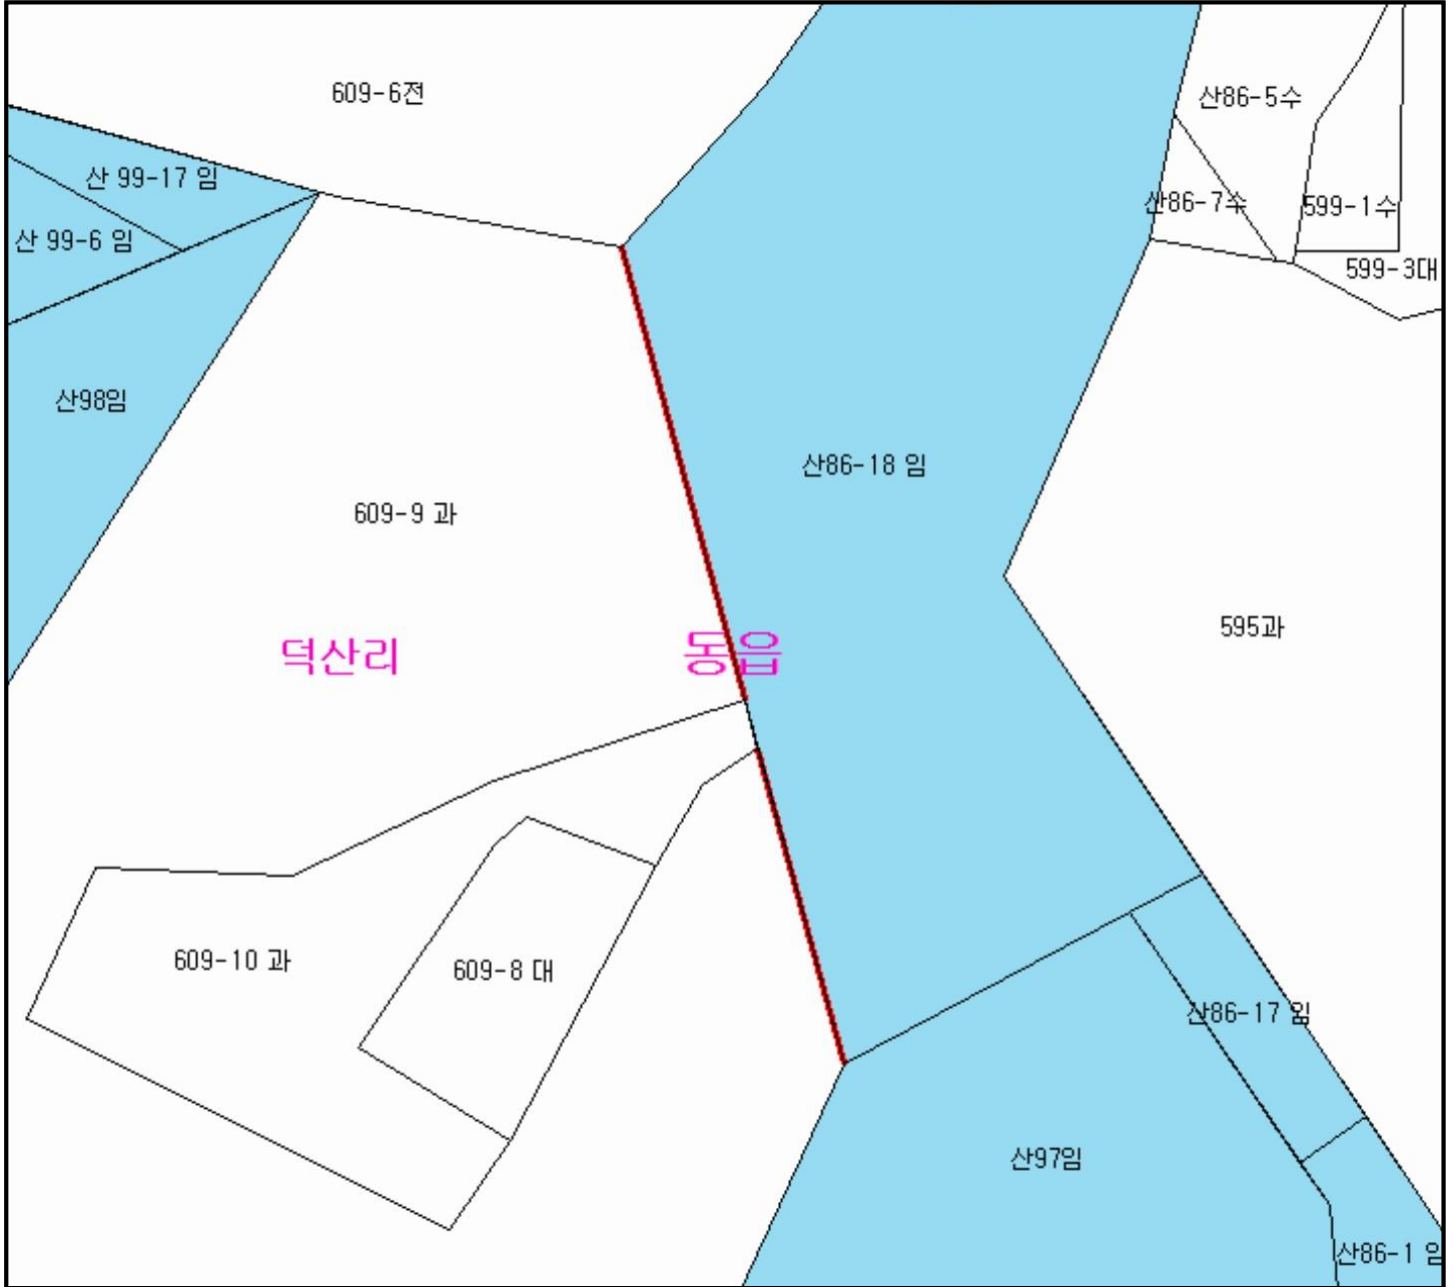 609-6전
산86-5수
산 99-17 임
산86-7수
599-1수
산 99-6 임
599-3대
산98임
산86-18 임
609-9 과
595과
덕산리
동읍
609-10 과
609-8 대
산86-17 임
산97임
산86-1 임